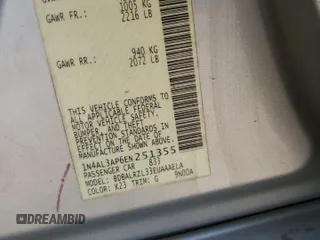 GAWR FR.: 1005 KG
2216 LB
GAWR RR.: 940 KG
2072 LB
THIS VEHICLE CONFORMS TO ALL
APPLICABLE FEDERAL MOTOR
VEHICLE SAFETY,
BUMPER, AND THEFT
PREVENTION STANDARDS IN
EFFECT ON THE DATE OF
MANUFACTURE SHOWN ABOVE.
1N4AL3AP6EN251355
PASSENGER CAR 833
MODEL: BDBALRZL33EUAAAELA
COLOR: K23 TRIM: G 9N00A
DREAMBID